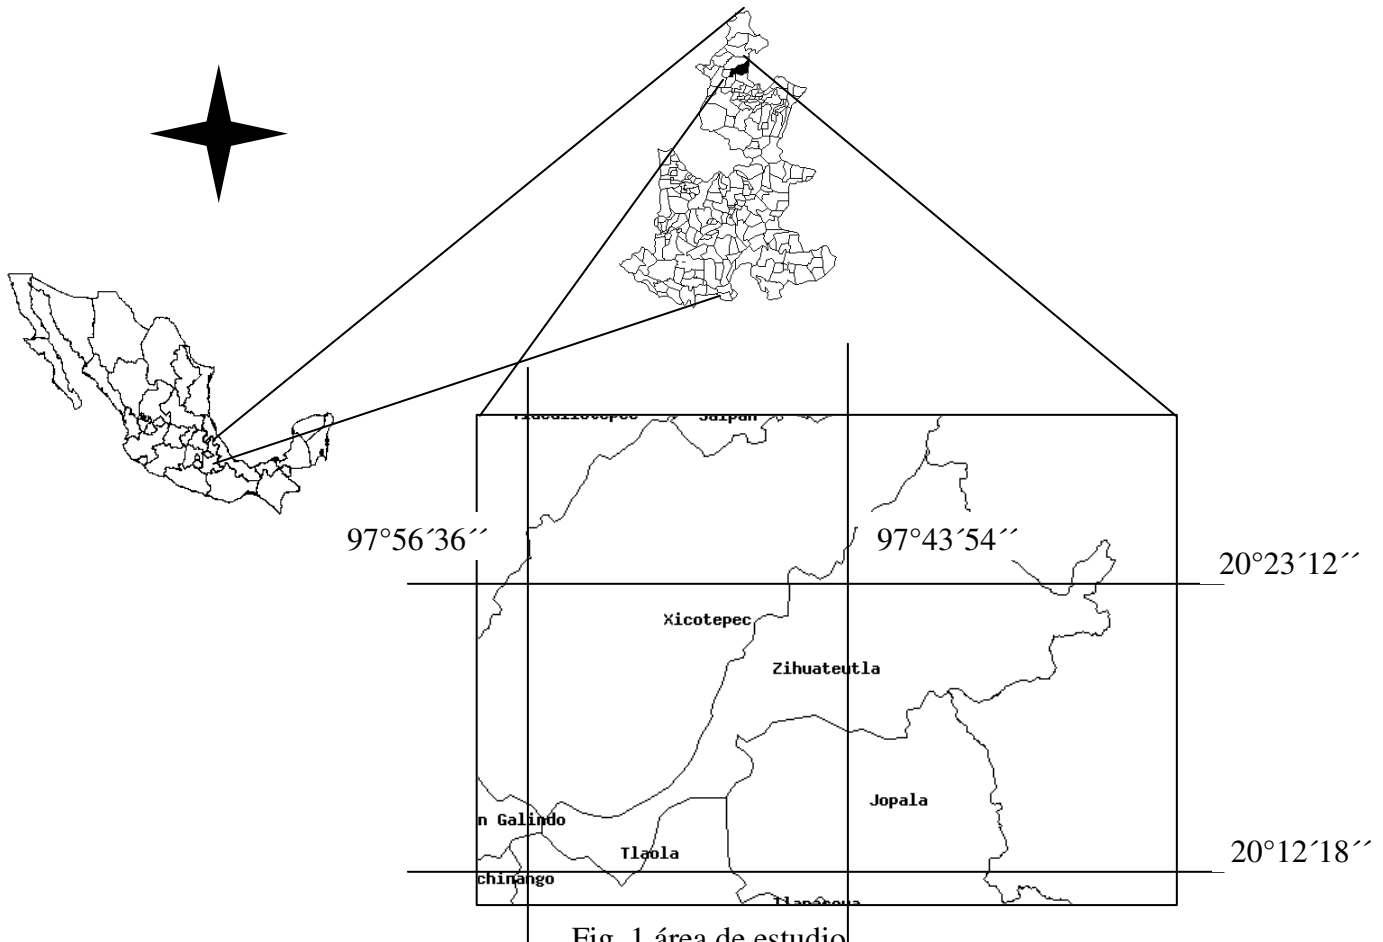 Jalpan
97°56´36´´
97°43´54´´
20°23´12´´
Xicotepec
Zihuateutla
Jopala
n Galindo
Tlaola
20°12´18´´
chinango
Fig. 1 área de estudio